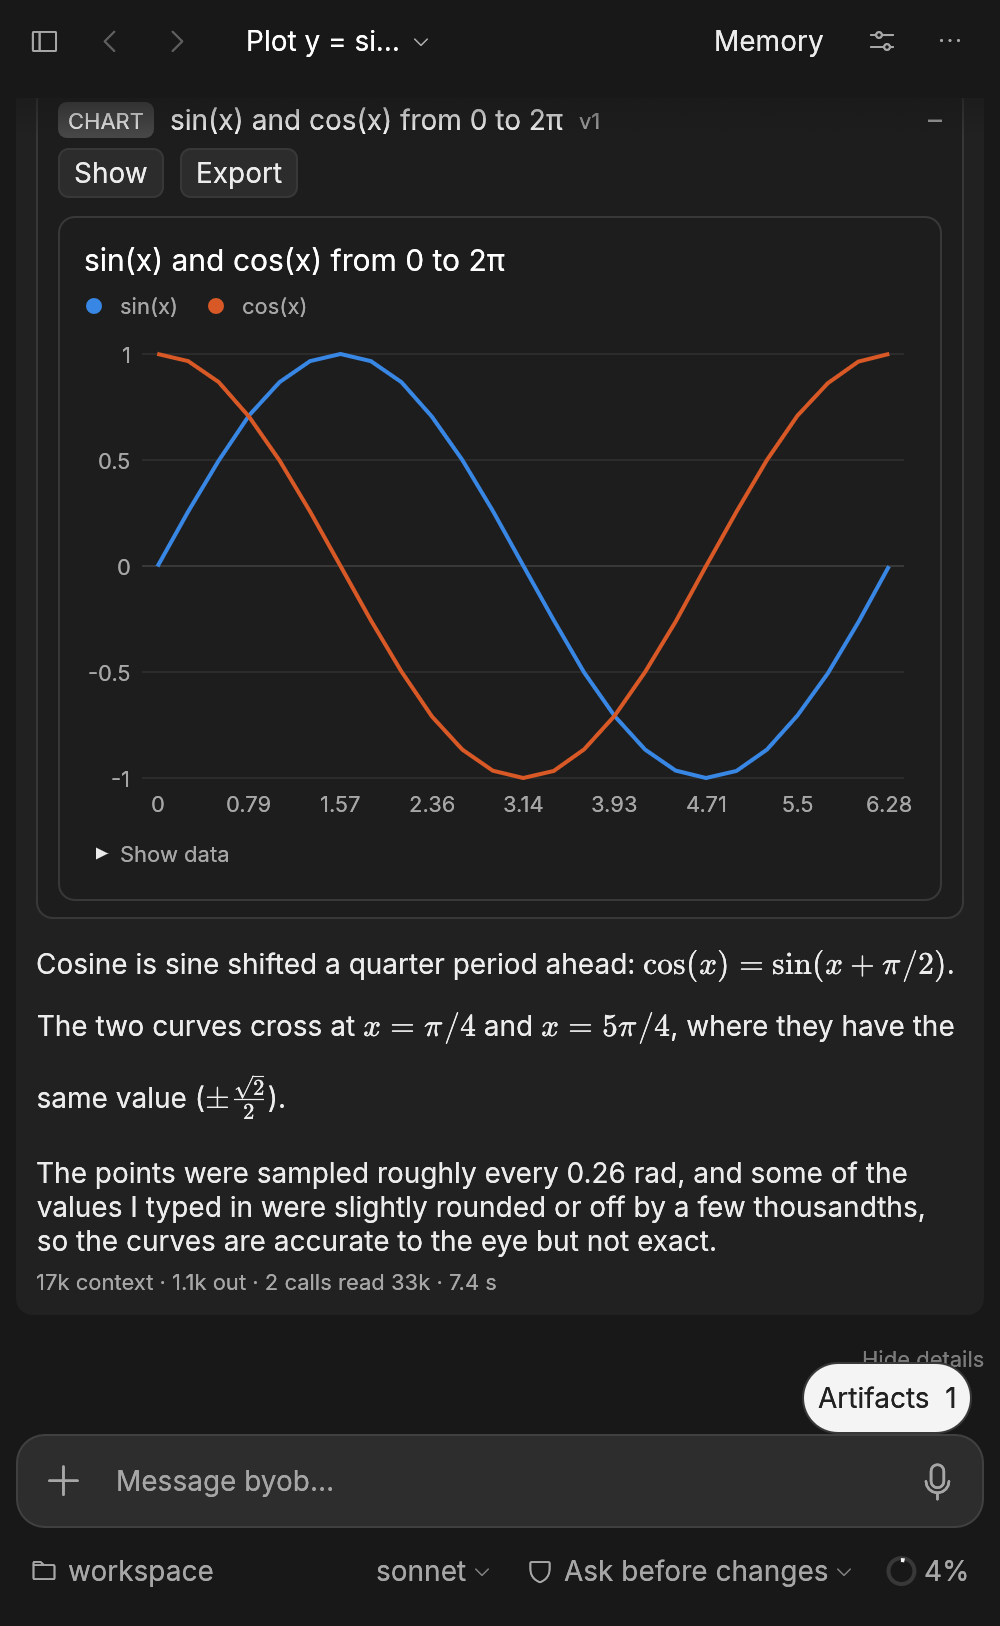 Plot y = si...
Memory
CHART sin(x) and cos(x) from 0 to 2π v1
Show Export
sin(x) and cos(x) from 0 to 2π
sin(x) cos(x)
1
0.5
0
-0.5
-1
0 0.79 1.57 2.36 3.14 3.93 4.71 5.5 6.28
Show data
Cosine is sine shifted a quarter period ahead: cos(x) = sin(x + π/2).
The two curves cross at x = π/4 and x = 5π/4, where they have the
same value (±√2/2).
The points were sampled roughly every 0.26 rad, and some of the
values I typed in were slightly rounded or off by a few thousandths,
so the curves are accurate to the eye but not exact.
17k context · 1.1k out · 2 calls read 33k · 7.4 s
Hide details
Artifacts 1
Message byob...
workspace sonnet Ask before changes 4%